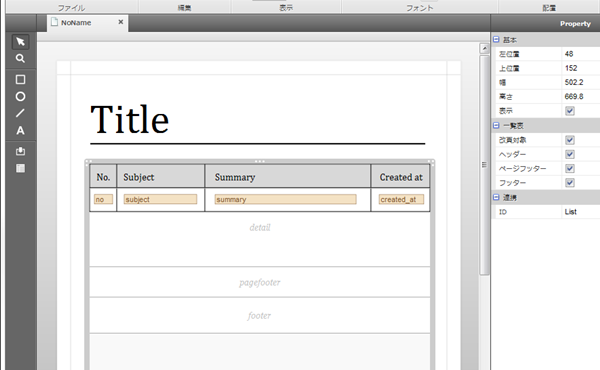 ファイル 編集 表示 フォント 配置
NoName
Property
基本
左位置 48
上位置 152
幅 502.2
高さ 669.8
表示
一覧表
改頁対象
ヘッダー
ページフッター
フッター
連携
ID List
A
Title
No. Subject Summary Created at
no subject summary created_at
detail
pagefooter
footer